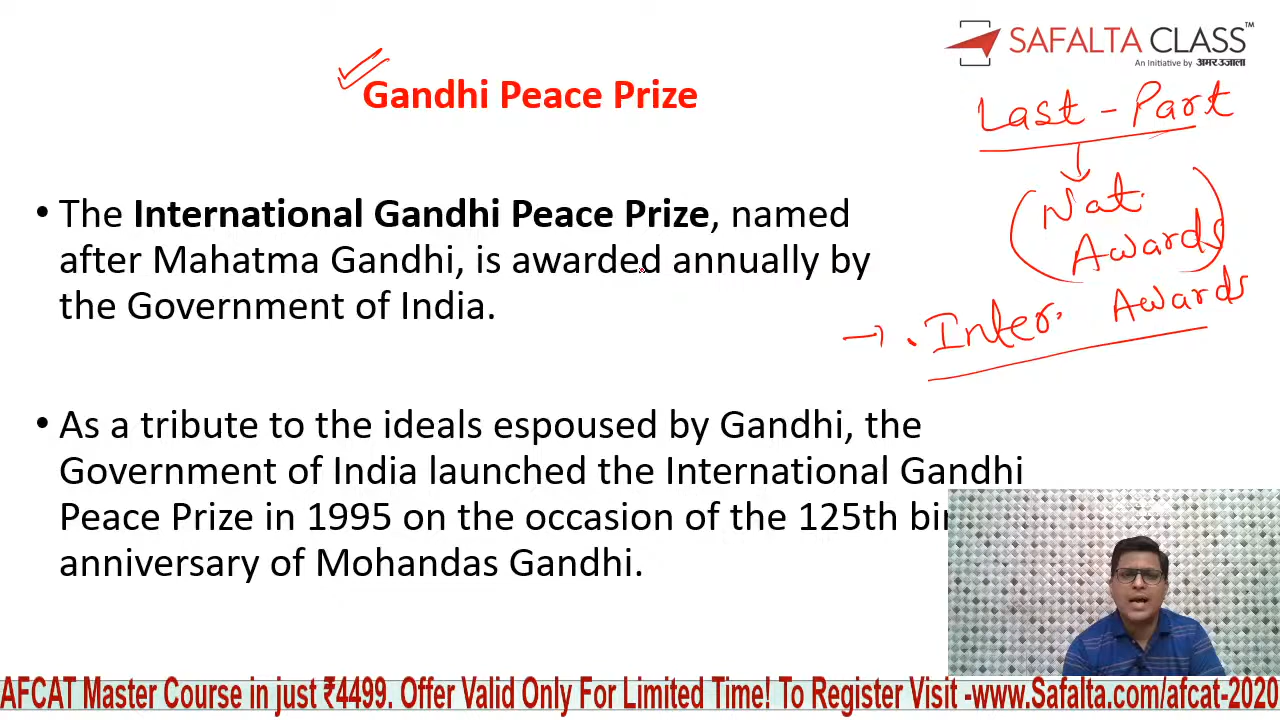 SAFALTA CLASS™
An Initiative by अमर उजाला
Gandhi Peace Prize
Last - Part
Nat.
Awards
Inter. Awards
• The International Gandhi Peace Prize, named
after Mahatma Gandhi, is awarded annually by
the Government of India.
• As a tribute to the ideals espoused by Gandhi, the
Government of India launched the International Gandhi
Peace Prize in 1995 on the occasion of the 125th
anniversary of Mohandas Gandhi.
AFCAT Master Course in just ₹4499. Offer Valid Only For Limited Time! To Register Visit -www.Safalta.com/afcat-2020